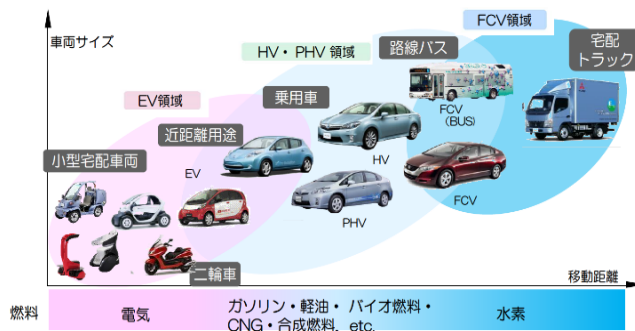 FCV領域
車両サイズ
HV・PHV 領域
路線バス
宅配
トラック
EV領域
乗用車
FCV
(BUS)
近距離用途
小型宅配車両
EV
HV
PHV
FCV
二輪車
移動距離
燃料
電気
ガソリン・軽油・バイオ燃料・
CNG・合成燃料, etc.
水素